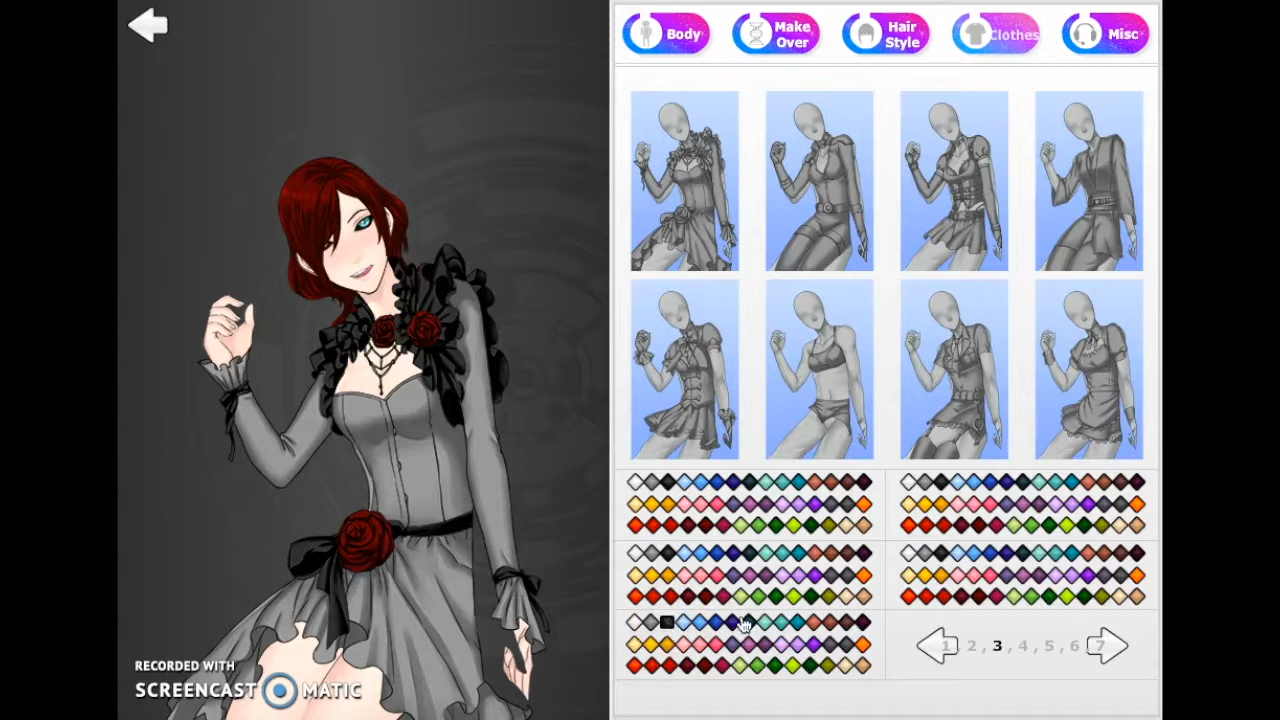 Body
Make
Over
Hair
Style
Clothes
Misc
1, 2, 3, 4, 5, 6, 7
RECORDED WITH
SCREENCAST MATIC